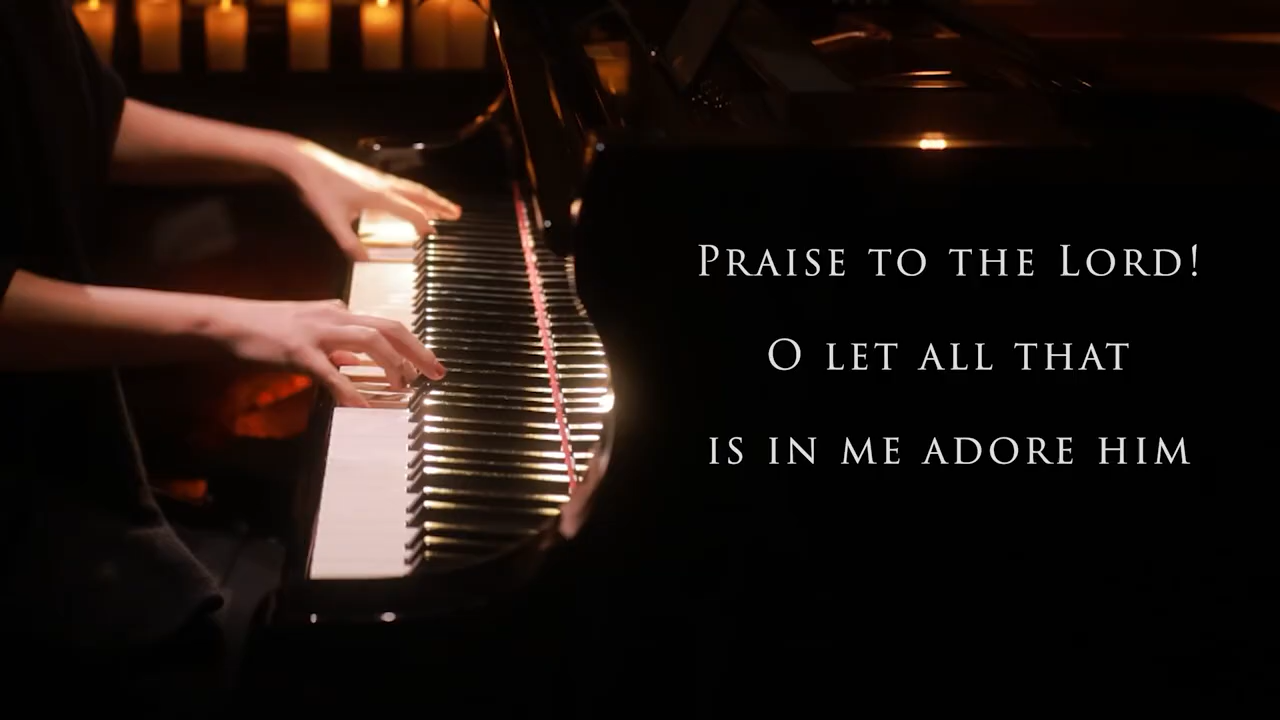 Praise to the Lord!
O let all that
is in me adore Him